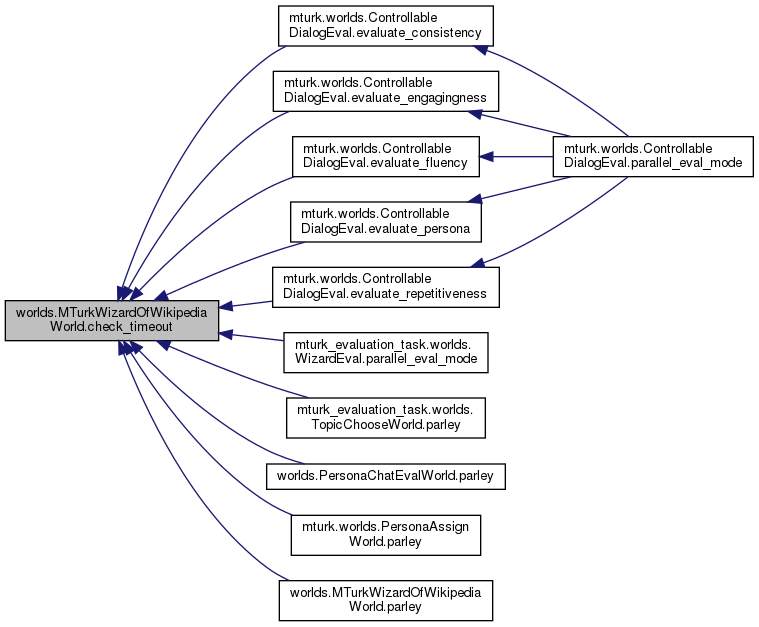 mturk.worlds.Controllable
DialogEval.evaluate_consistency
mturk.worlds.Controllable
DialogEval.evaluate_engagingness
mturk.worlds.Controllable
DialogEval.evaluate_fluency
mturk.worlds.Controllable
DialogEval.parallel_eval_mode
mturk.worlds.Controllable
DialogEval.evaluate_persona
mturk.worlds.Controllable
DialogEval.evaluate_repetitiveness
worlds.MTurkWizardOfWikipedia
World.check_timeout
mturk_evaluation_task.worlds.
WizardEval.parallel_eval_mode
mturk_evaluation_task.worlds.
TopicChooseWorld.parley
worlds.PersonaChatEvalWorld.parley
mturk.worlds.PersonaAssign
World.parley
worlds.MTurkWizardOfWikipedia
World.parley